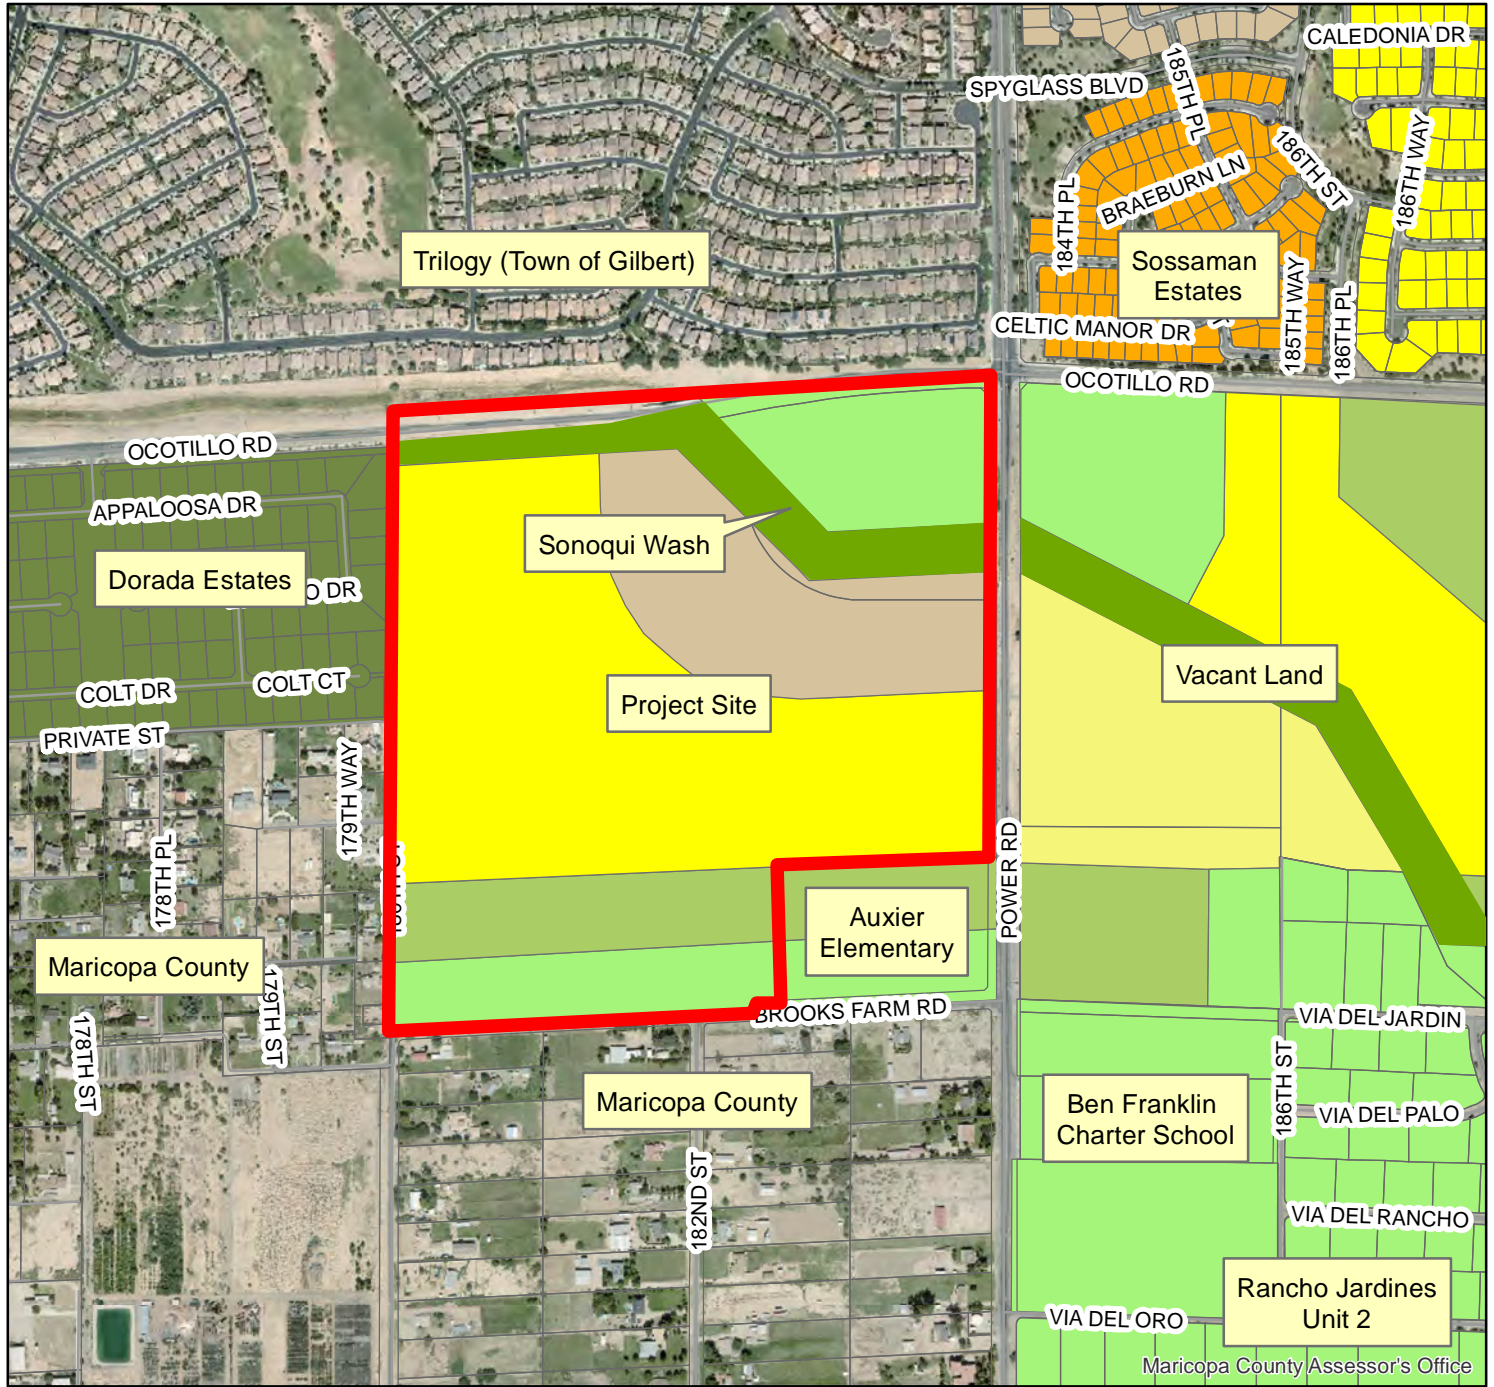 CALEDONIA DR
SPYGLASS BLVD
185TH PL
186TH WAY
186TH ST
BRAEBURN LN
184TH PL
186TH WAY
Trilogy (Town of Gilbert)
Sossaman
Estates
185TH WAY
186TH PL
CELTIC MANOR DR
OCOTILLO RD
OCOTILLO RD
APPALOOSA DR
Sonoqui Wash
Dorada Estates
O DR
Vacant Land
COLT DR
COLT CT
Project Site
PRIVATE ST
179TH WAY
178TH PL
POWER RD
Auxier
Elementary
Maricopa County
179TH ST
BROOKS FARM RD
VIA DEL JARDIN
178TH ST
186TH ST
Maricopa County
Ben Franklin
Charter School
VIA DEL PALO
182ND ST
VIA DEL RANCHO
Rancho Jardines
Unit 2
VIA DEL ORO
Maricopa County Assessor's Office